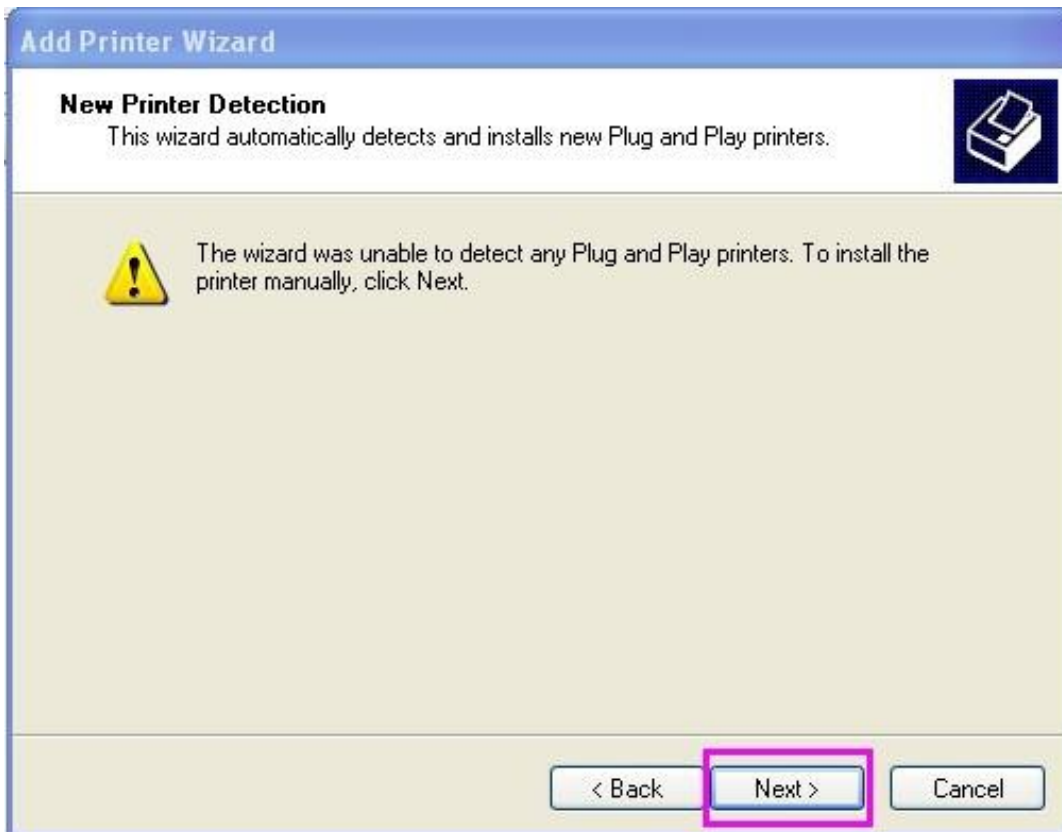 Add Printer Wizard
New Printer Detection
This wizard automatically detects and installs new Plug and Play printers.
The wizard was unable to detect any Plug and Play printers. To install the
printer manually, click Next.
< Back Next > Cancel